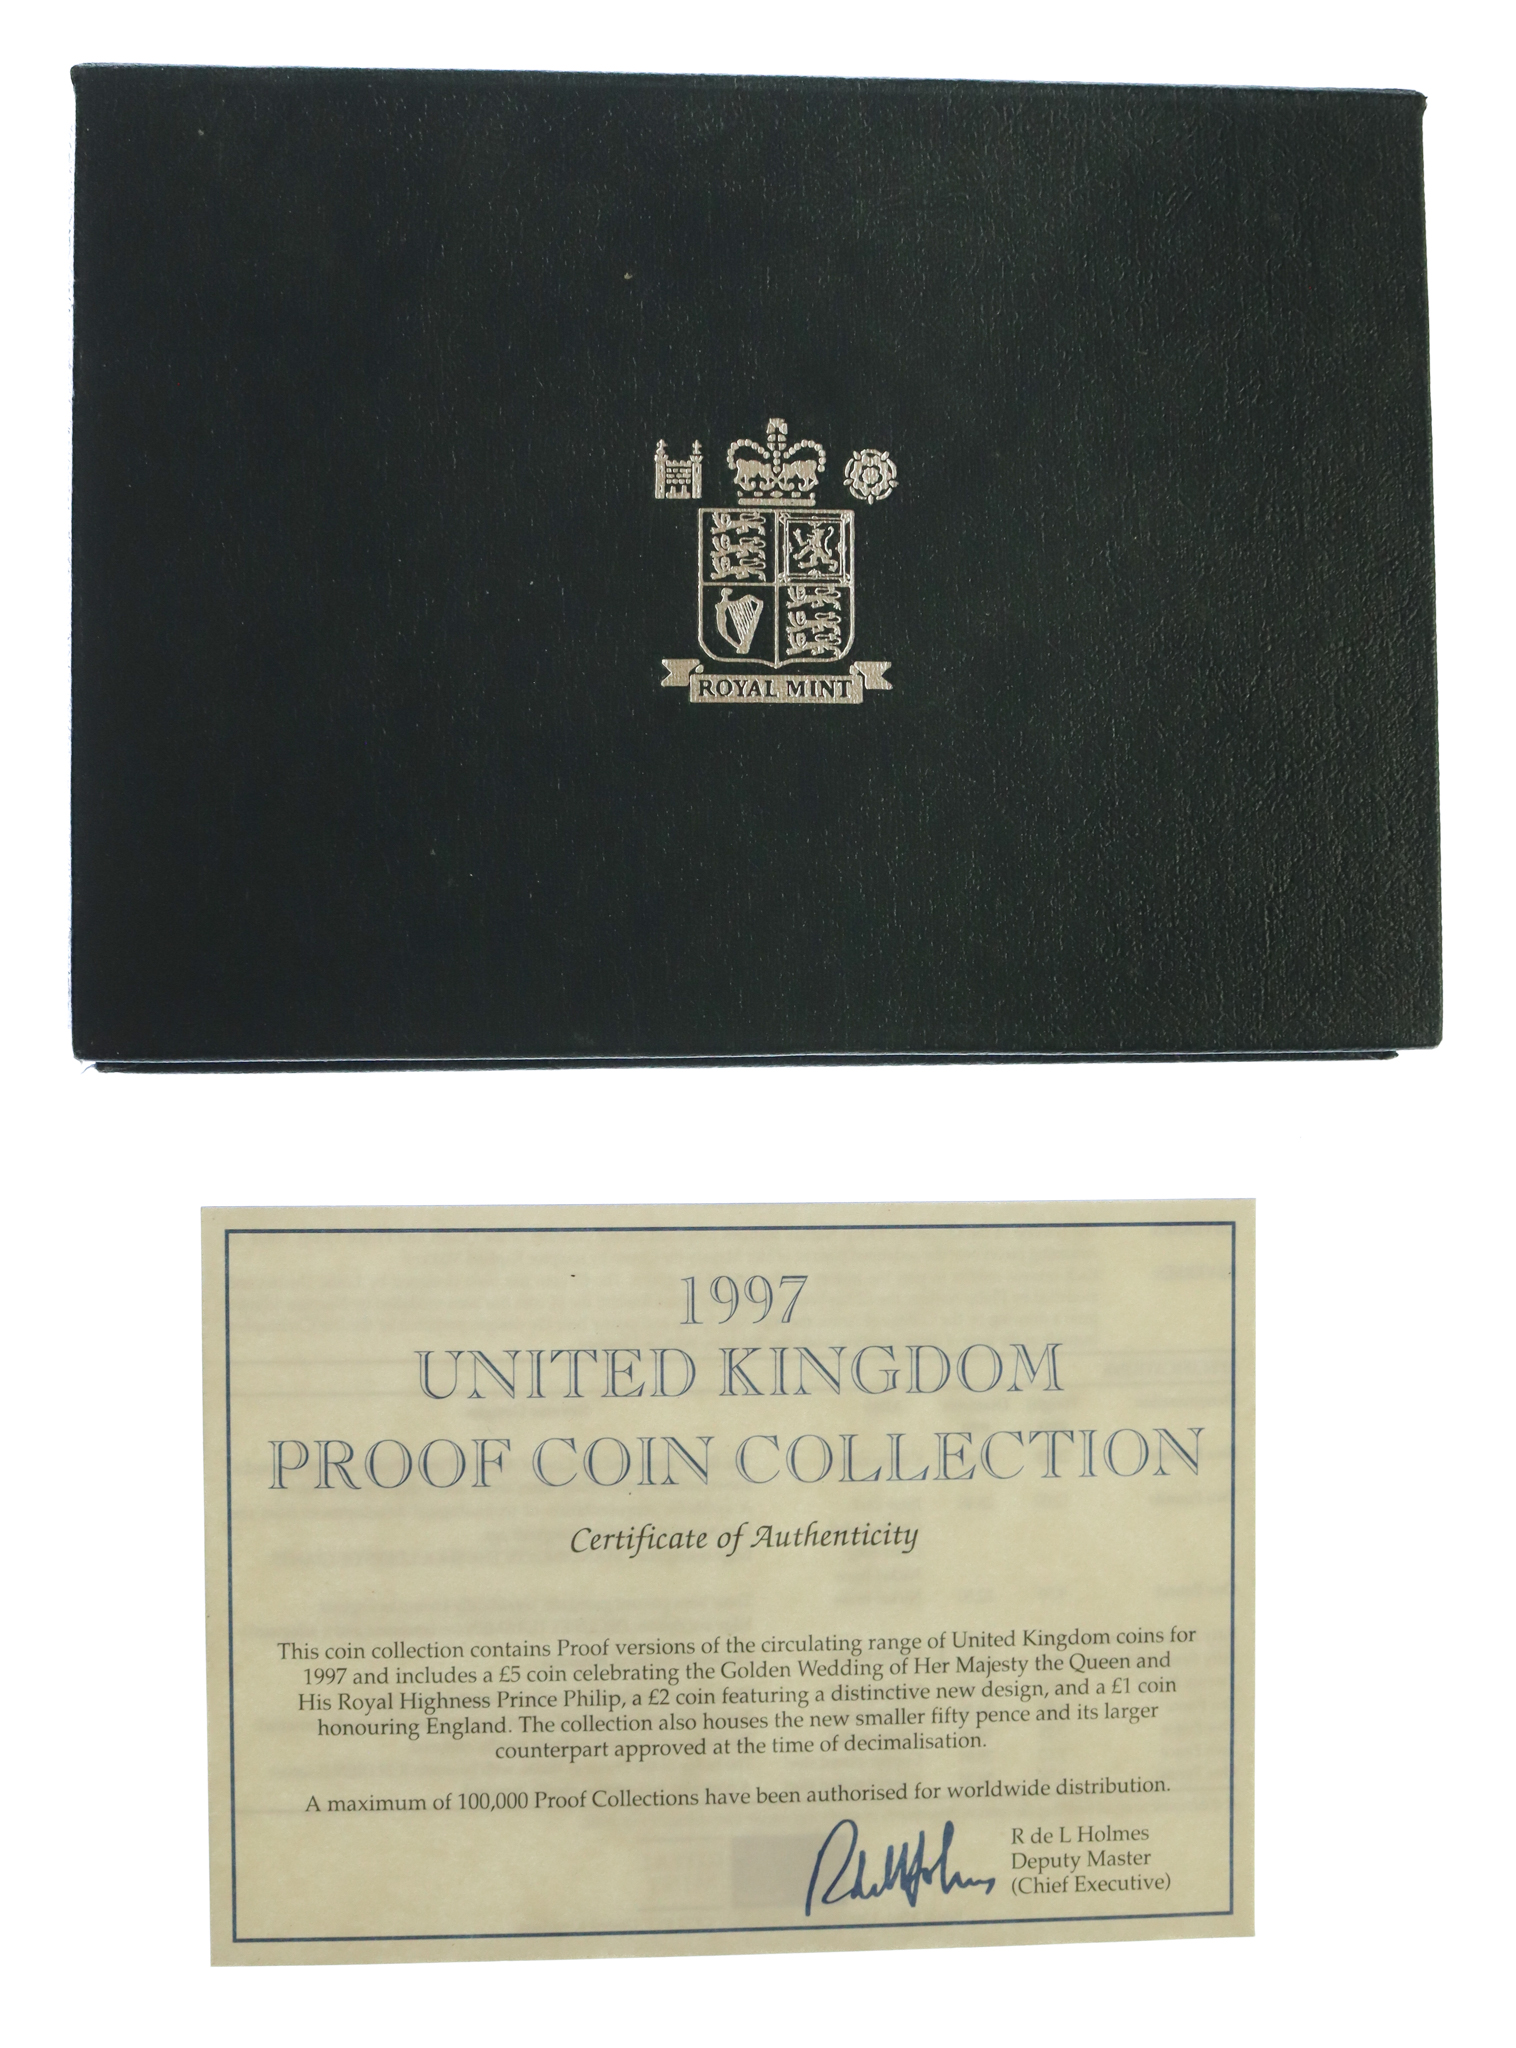 ROYAL MINT
1997
UNITED KINGDOM
PROOF COIN COLLECTION
Certificate of Authenticity
This coin collection contains Proof versions of the circulating range of United Kingdom coins for
1997 and includes a £5 coin celebrating the Golden Wedding of Her Majesty the Queen and
His Royal Highness Prince Philip, a £2 coin featuring a distinctive new design, and a £1 coin
honouring England. The collection also houses the new smaller fifty pence and its larger
counterpart approved at the time of decimalisation.
A maximum of 100,000 Proof Collections have been authorised for worldwide distribution.
R de L Holmes
Deputy Master
(Chief Executive)